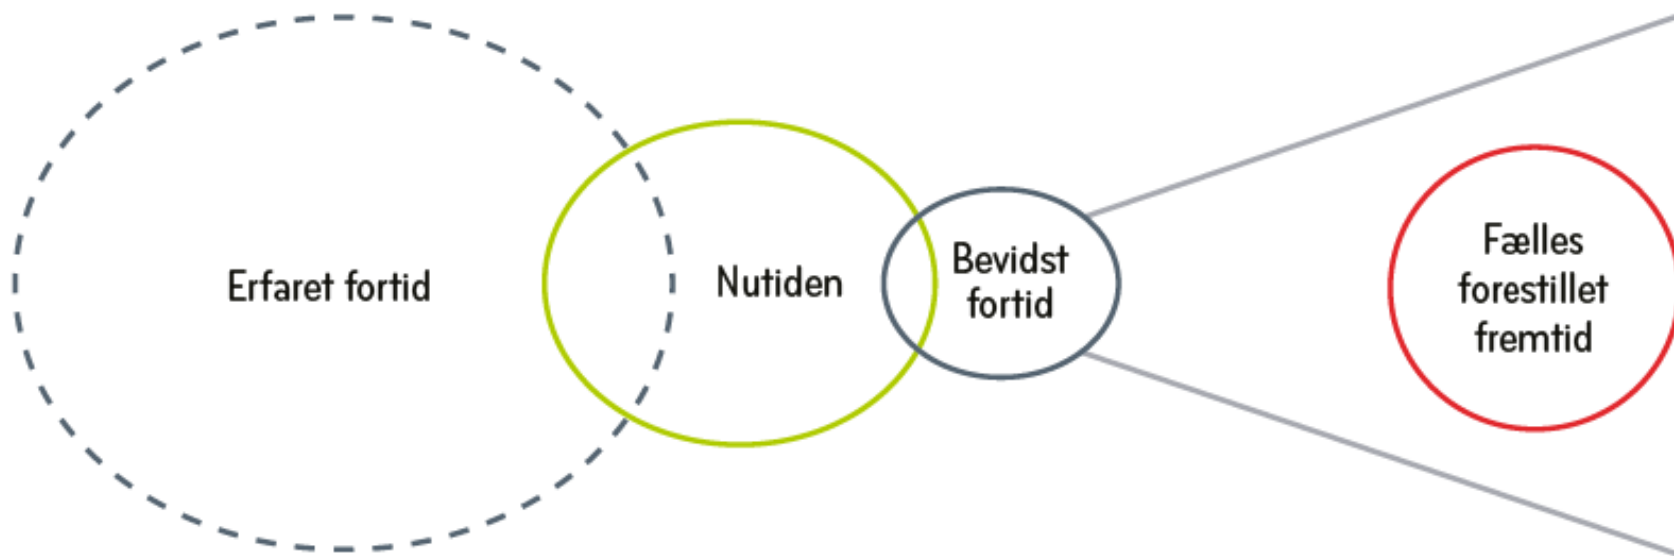 Erfaret fortid
Nutiden
Bevidst
fortid
Fælles
forestillet
fremtid